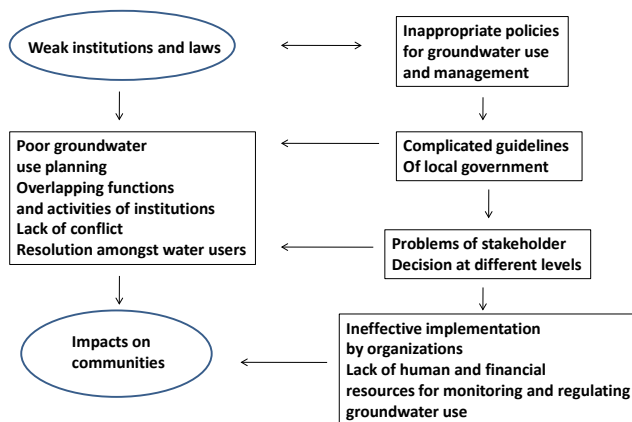 Weak institutions and laws
Inappropriate policies
for groundwater use
and management
Poor groundwater
use planning
Overlapping functions
and activities of institutions
Lack of conflict
Resolution amongst water users
Complicated guidelines
Of local government
Problems of stakeholder
Decision at different levels
Impacts on
communities
Ineffective implementation
by organizations
Lack of human and financial
resources for monitoring and regulating
groundwater use